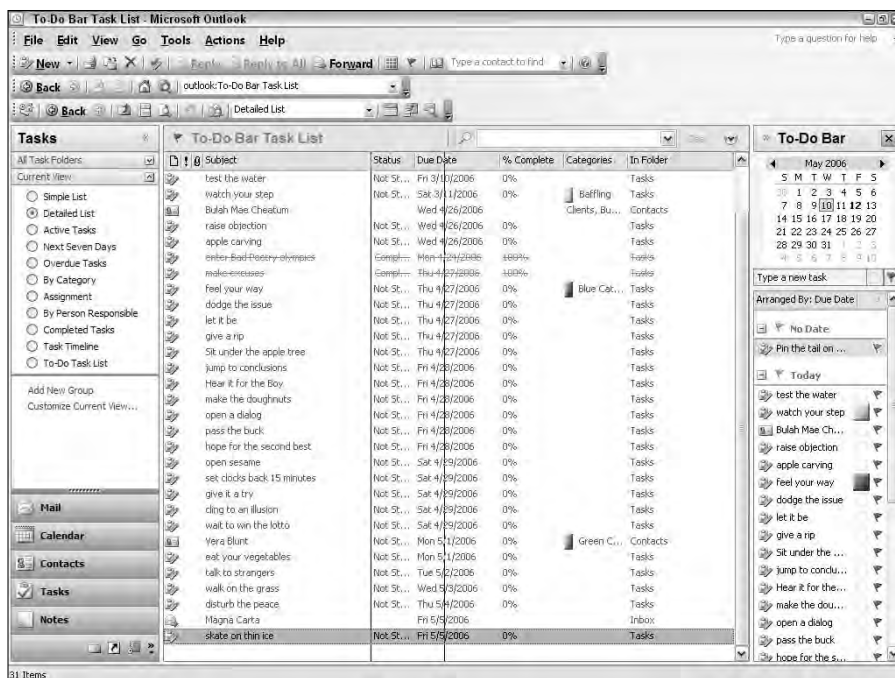 To-Do Bar Task List - Microsoft Outlook
File Edit View Go Tools Actions Help
Type a question for help
New Reply Reply to All Forward Type a contact to find
Back outlook:To-Do Bar Task List
Back Detailed List
Tasks
All Task Folders
Current View
Simple List
Detailed List
Active Tasks
Next Seven Days
Overdue Tasks
By Category
Assignment
By Person Responsible
Completed Tasks
Task Timeline
To-Do Task List
Add New Group
Customize Current View...
Mail
Calendar
Contacts
Tasks
Notes
31 Items
To-Do Bar Task List
Subject Status Due Date % Complete Categories In Folder
test the water Not St... Fri 3/10/2006 0% Tasks
watch your step Not St... Sat 3/11/2006 0% Baffling Tasks
Bulah Mae Cheatum Wed 4/26/2006 Clients, Bu... Contacts
raise objection Not St... Wed 4/26/2006 0% Tasks
apple carving Not St... Wed 4/26/2006 0% Tasks
enter Bad Poetry olympics Compl... Mon 4/24/2006 100% Tasks
make excuses Compl... Thu 4/27/2006 100% Tasks
feel your way Not St... Thu 4/27/2006 0% Blue Cat... Tasks
dodge the issue Not St... Thu 4/27/2006 0% Tasks
let it be Not St... Thu 4/27/2006 0% Tasks
give a rip Not St... Thu 4/27/2006 0% Tasks
Sit under the apple tree Not St... Thu 4/27/2006 0% Tasks
jump to conclusions Not St... Fri 4/28/2006 0% Tasks
Hear it for the Boy Not St... Fri 4/28/2006 0% Tasks
make the doughnuts Not St... Fri 4/28/2006 0% Tasks
open a dialog Not St... Fri 4/28/2006 0% Tasks
pass the buck Not St... Fri 4/28/2006 0% Tasks
hope for the second best Not St... Fri 4/28/2006 0% Tasks
open sesame Not St... Sat 4/29/2006 0% Tasks
set clocks back 15 minutes Not St... Sat 4/29/2006 0% Tasks
give it a try Not St... Sat 4/29/2006 0% Tasks
cling to an illusion Not St... Sat 4/29/2006 0% Tasks
wait to win the lotto Not St... Sat 4/29/2006 0% Tasks
Vera Blunt Not St... Mon 5/1/2006 0% Green C... Contacts
eat your vegetables Not St... Mon 5/1/2006 0% Tasks
talk to strangers Not St... Tue 5/2/2006 0% Tasks
walk on the grass Not St... Wed 5/3/2006 0% Tasks
disturb the peace Not St... Thu 5/4/2006 0% Tasks
Magna Carta Fri 5/5/2006 Inbox
skate on thin ice Not St... Fri 5/5/2006 0% Tasks
To-Do Bar
May 2006
S M T W T F S
30 1 2 3 4 5 6
7 8 9 10 11 12 13
14 15 16 17 18 19 20
21 22 23 24 25 26 27
28 29 30 31 1 2 3
4 5 6 7 8 9 10
Type a new task
Arranged By: Due Date
No Date
Pin the tail on ...
Today
test the water
watch your step
Bulah Mae Ch...
raise objection
apple carving
feel your way
dodge the issue
let it be
give a rip
Sit under the ...
jump to conclu...
Hear it for the...
make the dou...
open a dialog
pass the buck
hope for the s...